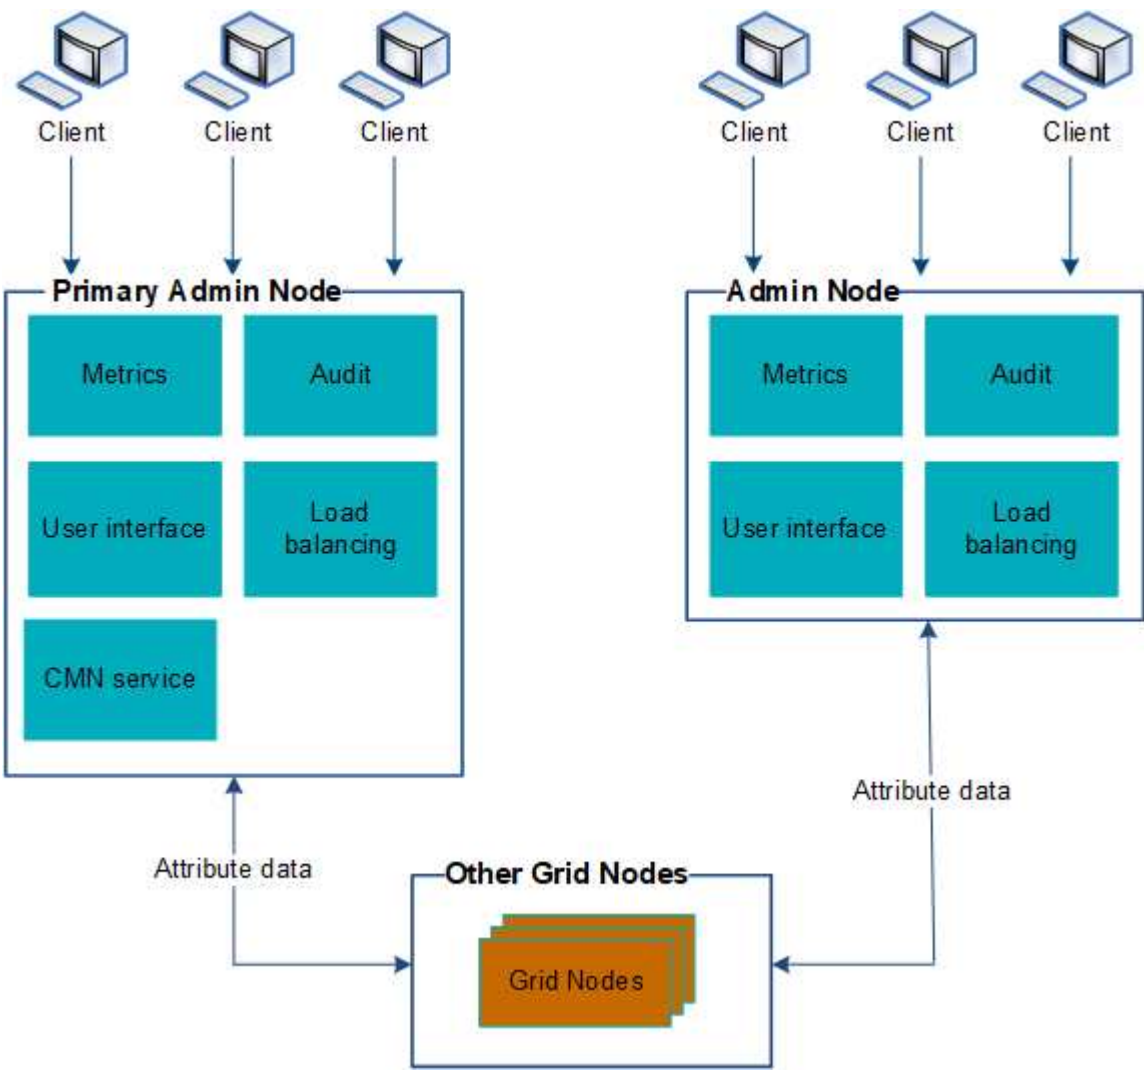 Client
Client
Client
Client
Client
Client
Primary Admin Node
Metrics
Audit
User interface
Load
balancing
CMN service
Admin Node
Metrics
Audit
User interface
Load
balancing
Attribute data
Attribute data
Other Grid Nodes
Grid Nodes